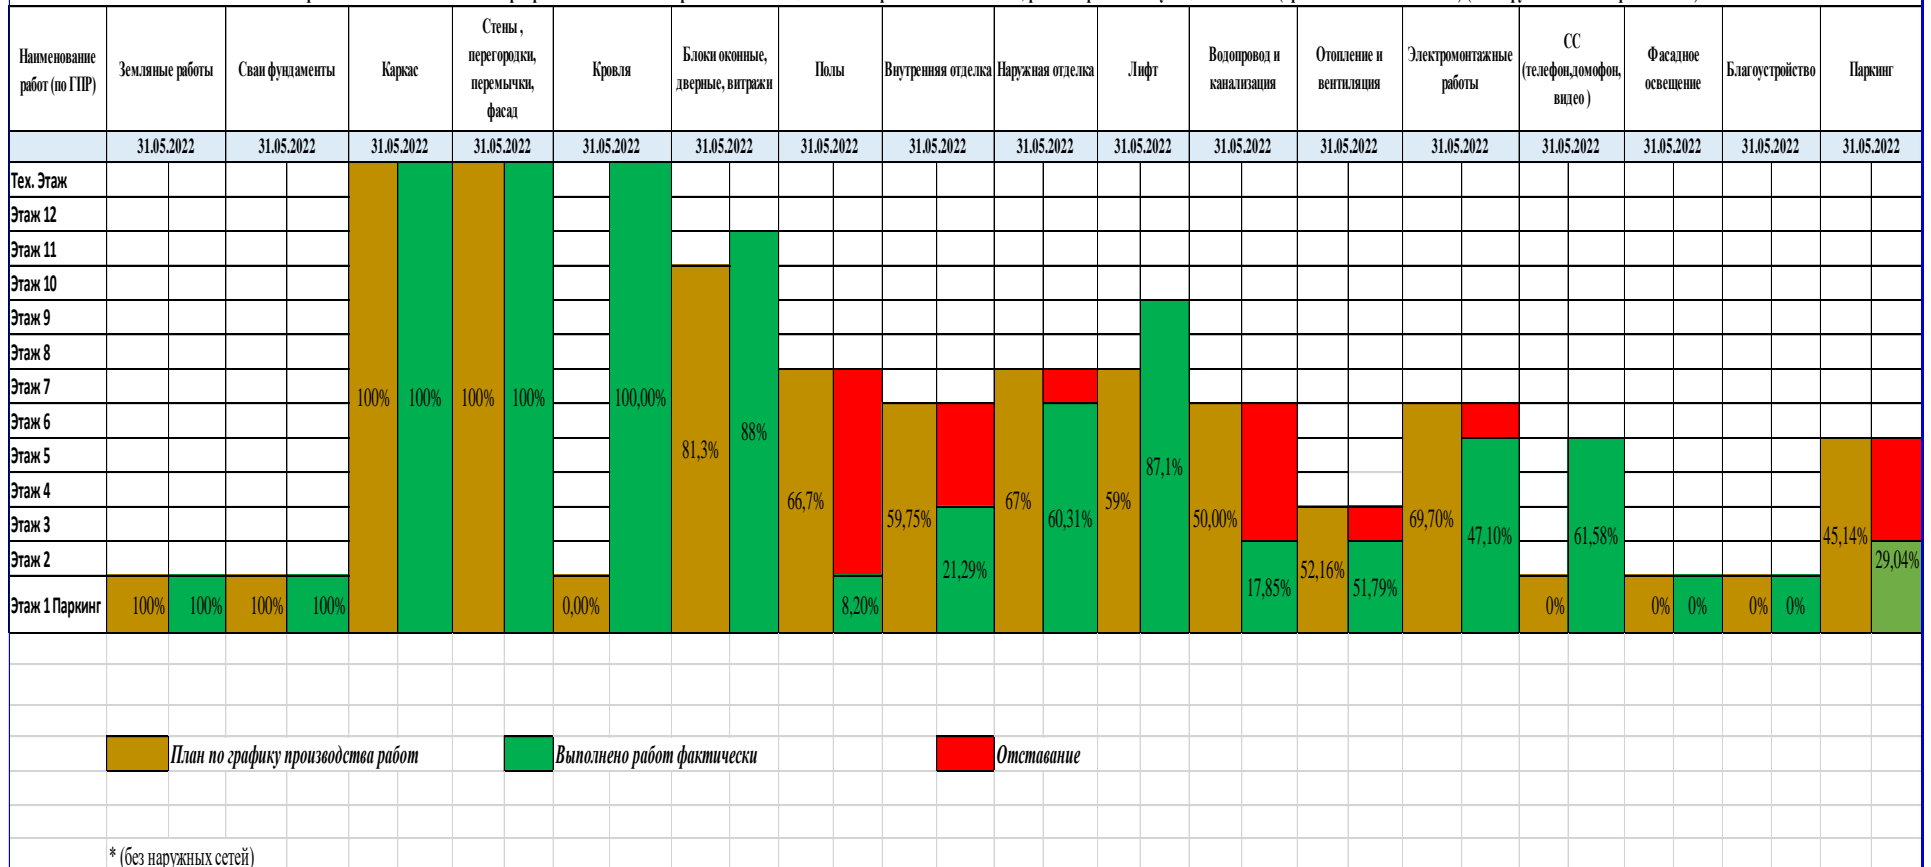 Наименование работ (по ГПР)
Земляные работы
Сваи фундаменты
Каркас
Стены , перегородки, перемычки, фасад
Кровля
Блоки оконные, дверные, витражи
Полы
Внутренняя отделка
Наружная отделка
Лифт
Водопровод и канализация
Отопление и вентиляция
Электромонтажные работы
СС (телефон,домофон, видео )
Фасадное освещение
Благоустройство
Паркинг
31.05.2022 31.05.2022 31.05.2022 31.05.2022 31.05.2022 31.05.2022 31.05.2022 31.05.2022 31.05.2022 31.05.2022 31.05.2022 31.05.2022 31.05.2022 31.05.2022 31.05.2022 31.05.2022 31.05.2022
Тех. Этаж
Этаж 12
Этаж 11
Этаж 10
Этаж 9
Этаж 8
Этаж 7
100% 100% 100% 100% 100,00%
Этаж 6
88%
Этаж 5
81,3% 87,1%
Этаж 4
66,7% 67% 59%
Этаж 3
59,75% 60,31% 50,00% 69,70% 47,10% 61,58% 45,14%
Этаж 2
21,29% 17,85% 52,16% 51,79% 29,04%
Этаж 1 Паркинг 100% 100% 100% 100% 0,00% 8,20% 0% 0% 0% 0% 0%
План по графику производства работ
Выполнено работ фактически
Отставание
* (без наружных сетей)